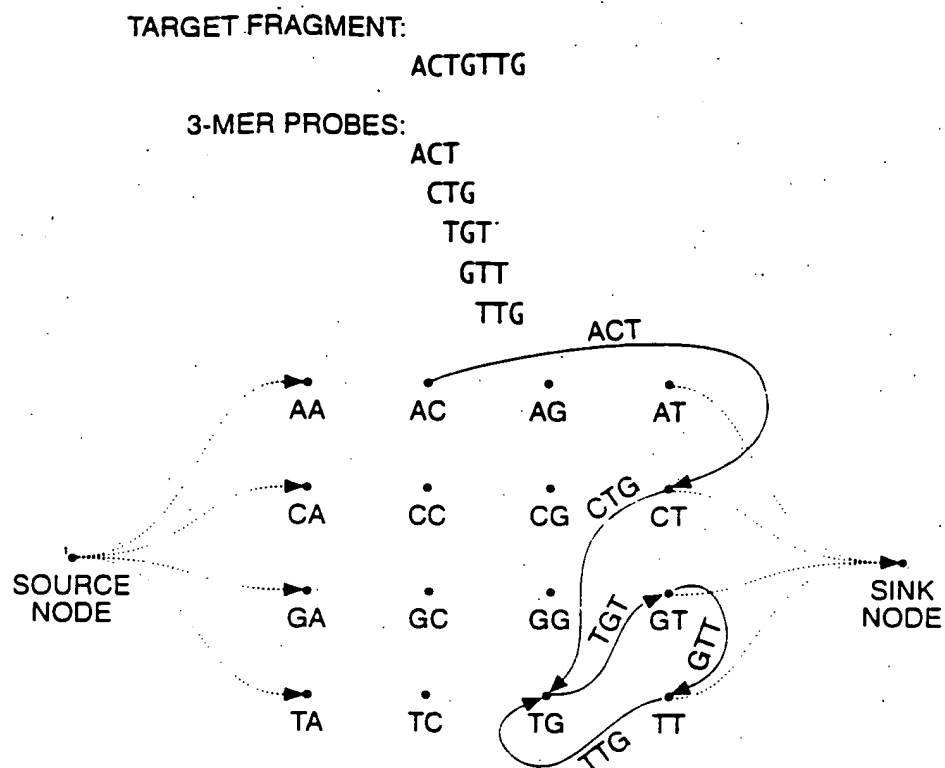 TARGET FRAGMENT:
ACTGTTG
3-MER PROBES:
ACT
CTG
TGT
GTT
TTG
ACT
AA AC AG AT
CTG
CA CC CG CT
SOURCE NODE
SINK NODE
TGT
GA GC GG GT
GTT
TA TC TG TT
TTG